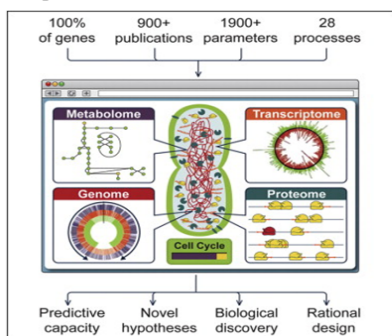 100% 900+ 1900+ 28
of genes publications parameters processes
Metabolome Transcriptome
Genome Proteome
Cell Cycle
Predictive Novel Biological Rational
capacity hypotheses discovery design